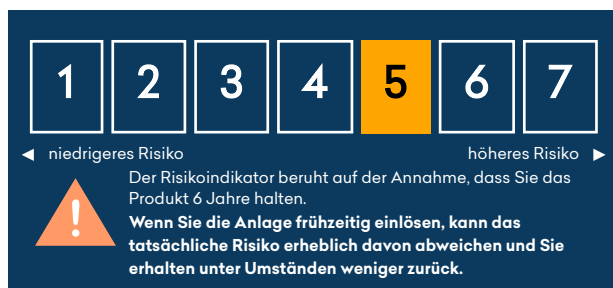 1 2 3 4 5 6 7
◄ niedrigeres Risiko höheres Risiko ►
Der Risikoindikator beruht auf der Annahme, dass Sie das
Produkt 6 Jahre halten.
Wenn Sie die Anlage frühzeitig einlösen, kann das
tatsächliche Risiko erheblich davon abweichen und Sie
erhalten unter Umständen weniger zurück.
!